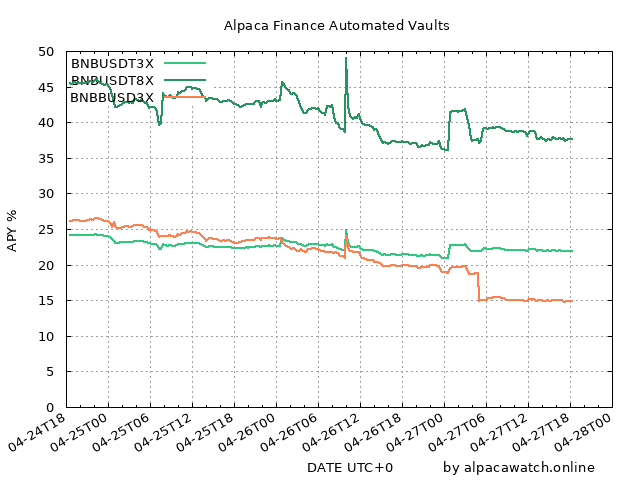 Alpaca Finance Automated Vaults
50
45
40
35
30
25
20
15
10
5
0
APY %
BNBUSDT3X
BNBUSDT8X
BNBBUSD3X
04-24T18
04-25T00
04-25T06
04-25T12
04-25T18
04-26T00
04-26T06
04-26T12
04-26T18
04-27T00
04-27T06
04-27T12
04-27T18
04-28T00
DATE UTC+0
by alpacawatch.online